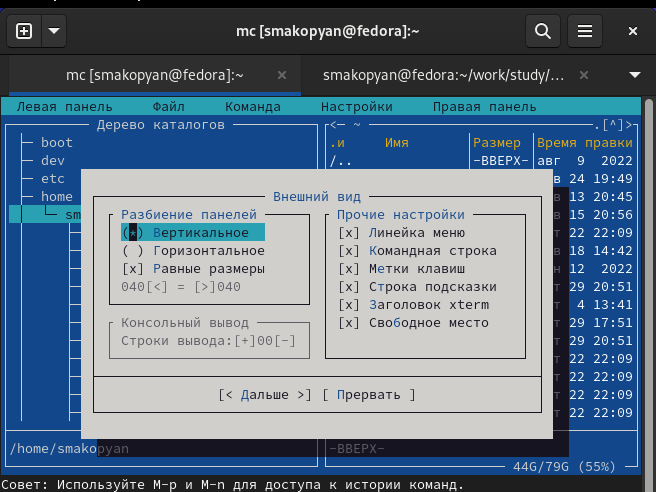 mc [smakopyan@fedora]:~
mc [smakopyan@fedora]:~
smakopyan@fedora:~/work/study/…
Левая панель Файл Команда Настройки Правая панель
Дерево каталогов
<─ ~ .[^]>
boot
dev
etc
home
.и Имя Размер Время правки
/.. -ВВЕРХ- авг 9 2022
24 19:49
13 20:45
15 20:56
22 22:09
18 14:42
12 2022
29 20:51
4 13:41
29 17:51
29 20:51
22 22:09
22 22:09
22 22:09
22 22:09
Внешний вид
Разбиение панелей
(*) Вертикальное
( ) Горизонтальное
[x] Равные размеры
040[<] = [>]040
Консольный вывод
Строки вывода:[+]00[-]
Прочие настройки
[x] Линейка меню
[x] Командная строка
[x] Метки клавиш
[x] Строка подсказки
[x] Заголовок xterm
[x] Свободное место
[< Дальше >] [ Прервать ]
/home/smakopyan
-ВВЕРХ-
44G/79G (55%)
Совет: Используйте M-p и M-n для доступа к истории команд.